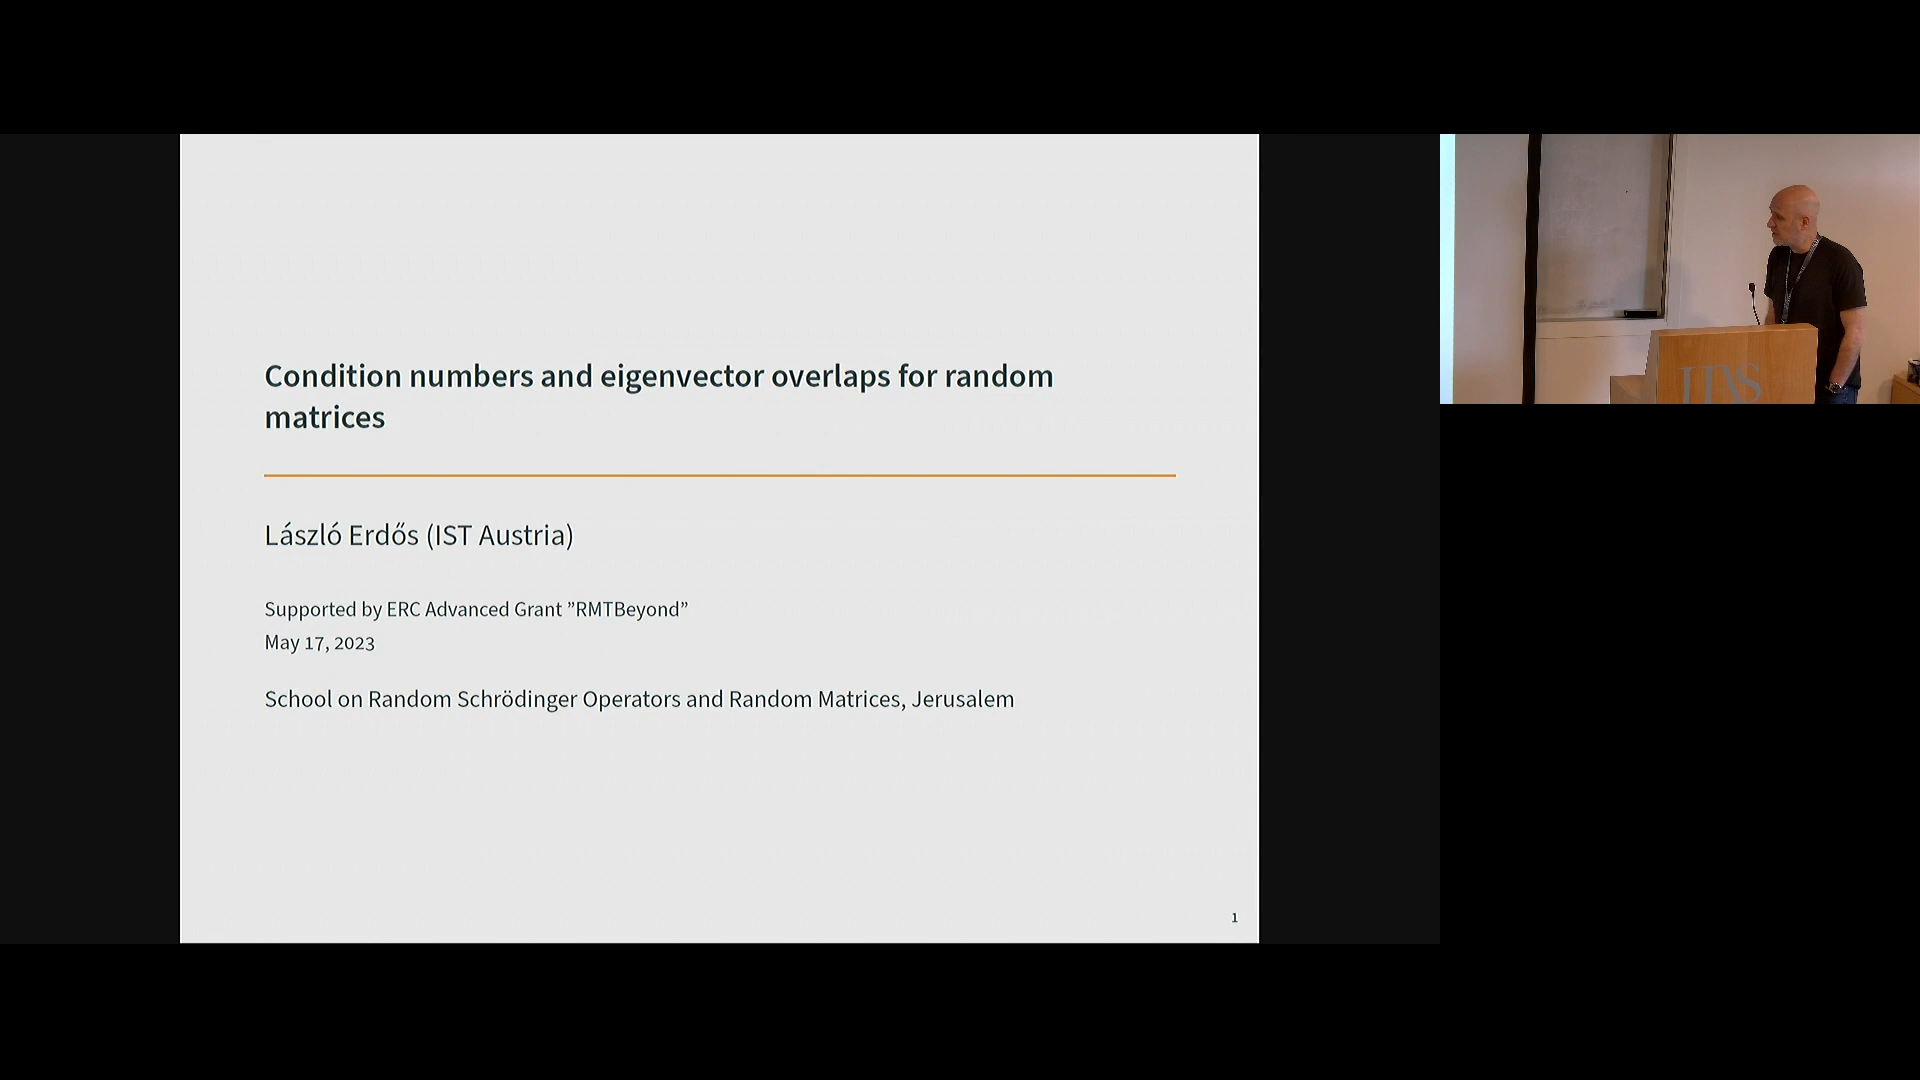 Condition numbers and eigenvector overlaps for random
matrices
László Erdős (IST Austria)
Supported by ERC Advanced Grant ”RMTBeyond”
May 17, 2023
School on Random Schrödinger Operators and Random Matrices, Jerusalem
1